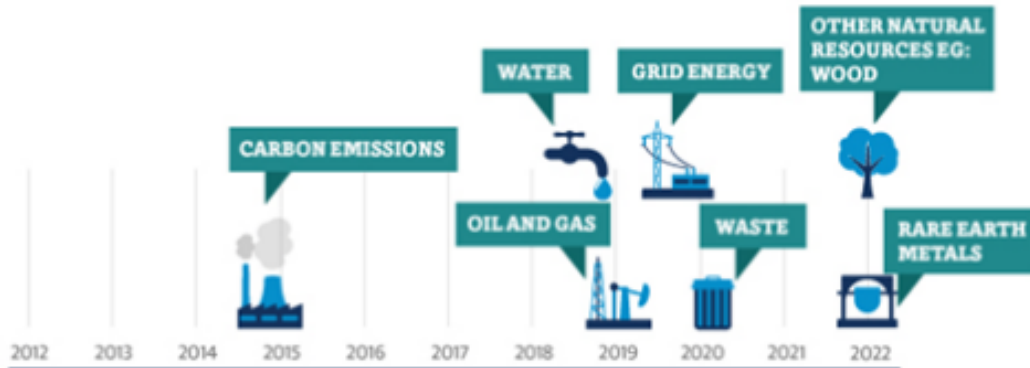 OTHER NATURAL
RESOURCES EG:
WOOD
WATER
GRID ENERGY
CARBON EMISSIONS
OIL AND GAS
WASTE
RARE EARTH
METALS
2012 2013 2014 2015 2016 2017 2018 2019 2020 2021 2022